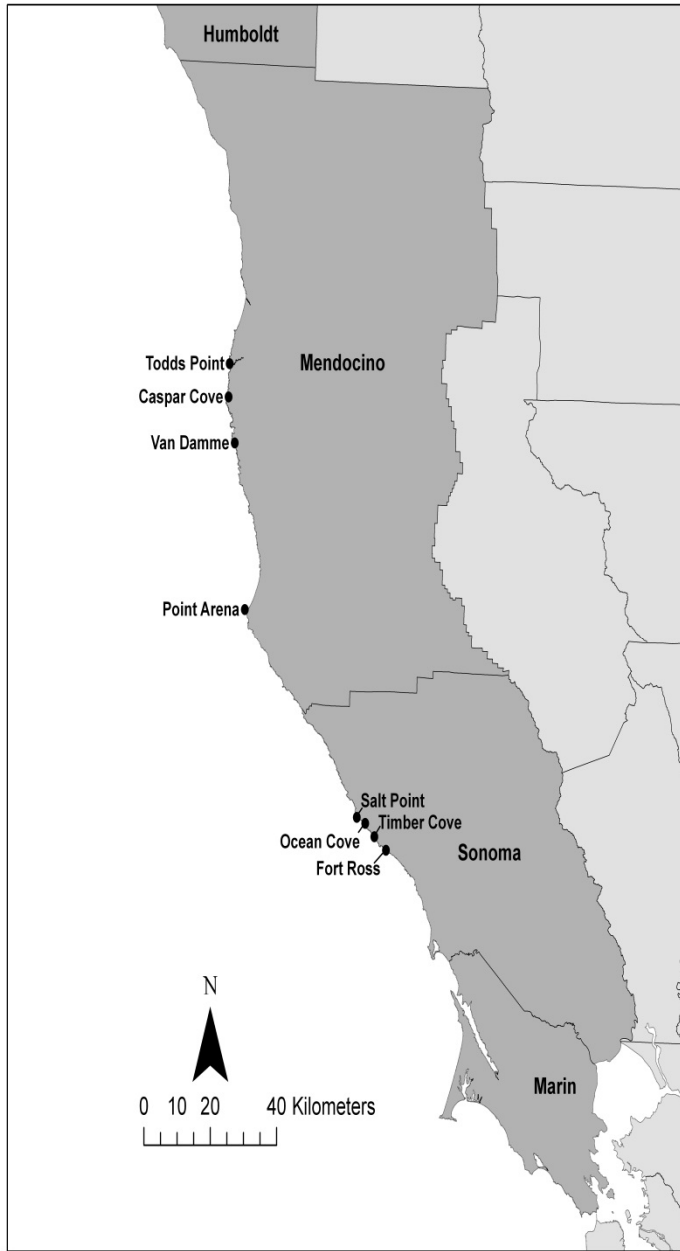 Humboldt
Todds Point
Mendocino
Caspar Cove
Van Damme
Point Arena
Salt Point
Timber Cove
Ocean Cove
Sonoma
Fort Ross
N
Marin
0 10 20 40 Kilometers